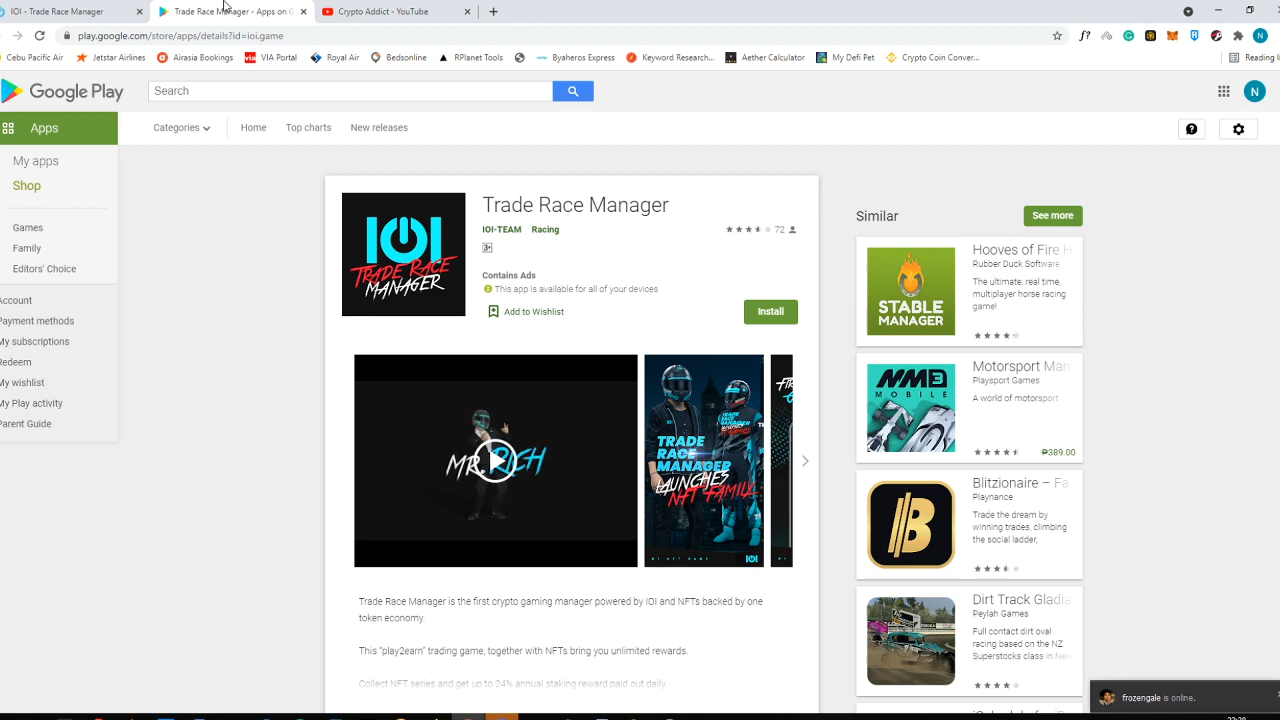 IOI - Trade Race Manager
Trade Race Manager - Apps on G
Crypto Addict - YouTube
play.google.com/store/apps/details?id=ioi.game
Cebu Pacific Air
Jetstar Airlines
Airasia Bookings
VIA Portal
Royal Air
Bedsonline
RPlanet Tools
Byaheros Express
Keyword Research...
Aether Calculator
My Defi Pet
Crypto Coin Conver...
Reading li
Google Play
Search
N
Apps
Categories
Home
Top charts
New releases
My apps
Shop
Games
Family
Editors' Choice
Account
Payment methods
My subscriptions
Redeem
My wishlist
My Play activity
Parent Guide
IOI
TRADE RACE
MANAGER
Trade Race Manager
IOI-TEAM Racing
72
3+
Contains Ads
This app is available for all of your devices
Add to Wishlist
Install
MR. RICH
TRADE
RACE
MANAGER
LAUNCHES
NFT FAMILY
IOI NFT GAME
IOI
Trade Race Manager is the first crypto gaming manager powered by IOI and NFTs backed by one
token economy.
This "play2earn" trading game, together with NFTs bring you unlimited rewards.
Collect NFT series and get up to 24% annual staking reward paid out daily.
Similar
See more
STABLE
MANAGER
Hooves of Fire H
Rubber Duck Software
The ultimate, real time,
multiplayer horse racing
game!
MM3
MOBILE
Motorsport Man
Playsport Games
A world of motorsport
₱389.00
B
Blitzionaire – Fa
Playnance
Trade the dream by
winning trades, climbing
the social ladder,
Dirt Track Gladia
Peylah Games
Full contact dirt oval
racing based on the NZ
Superstocks class in New
frozengale is online.